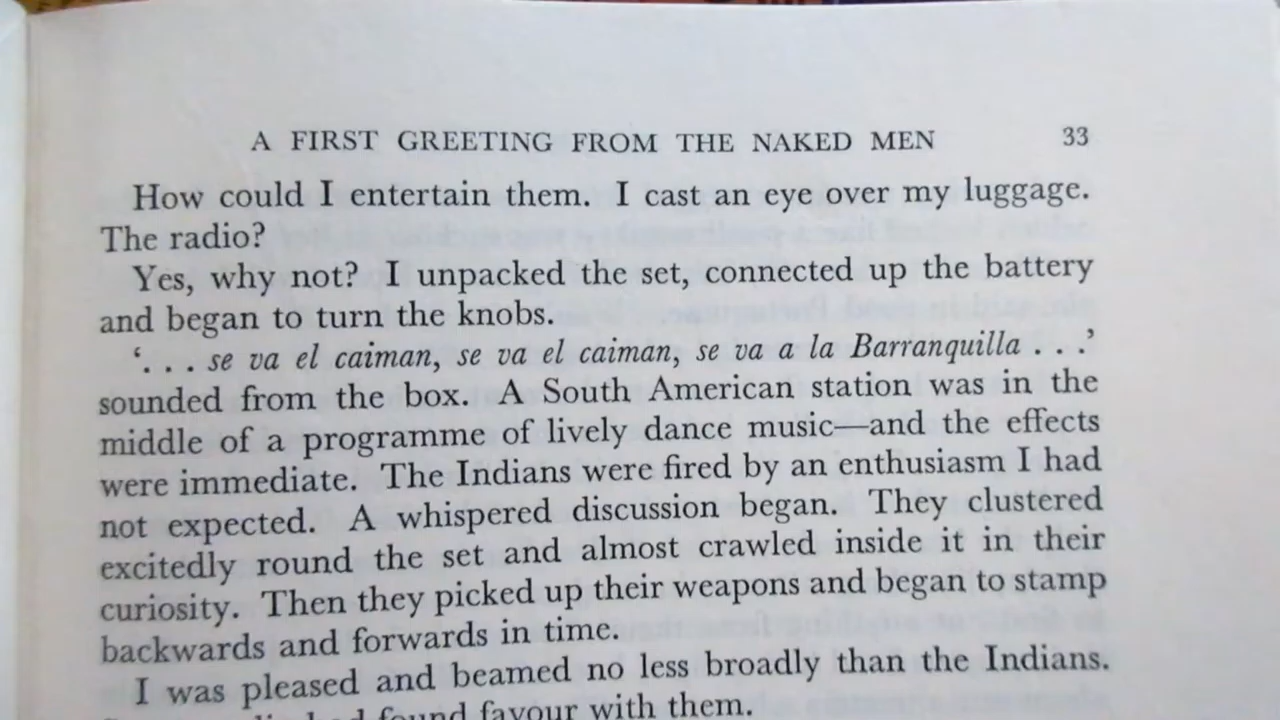 A FIRST GREETING FROM THE NAKED MEN 33
How could I entertain them. I cast an eye over my luggage.
The radio?
Yes, why not? I unpacked the set, connected up the battery
and began to turn the knobs.
‘. . . se va el caiman, se va el caiman, se va a la Barranquilla . . .’
sounded from the box. A South American station was in the
middle of a programme of lively dance music—and the effects
were immediate. The Indians were fired by an enthusiasm I had
not expected. A whispered discussion began. They clustered
excitedly round the set and almost crawled inside it in their
curiosity. Then they picked up their weapons and began to stamp
backwards and forwards in time.
I was pleased and beamed no less broadly than the Indians.
found favour with them.